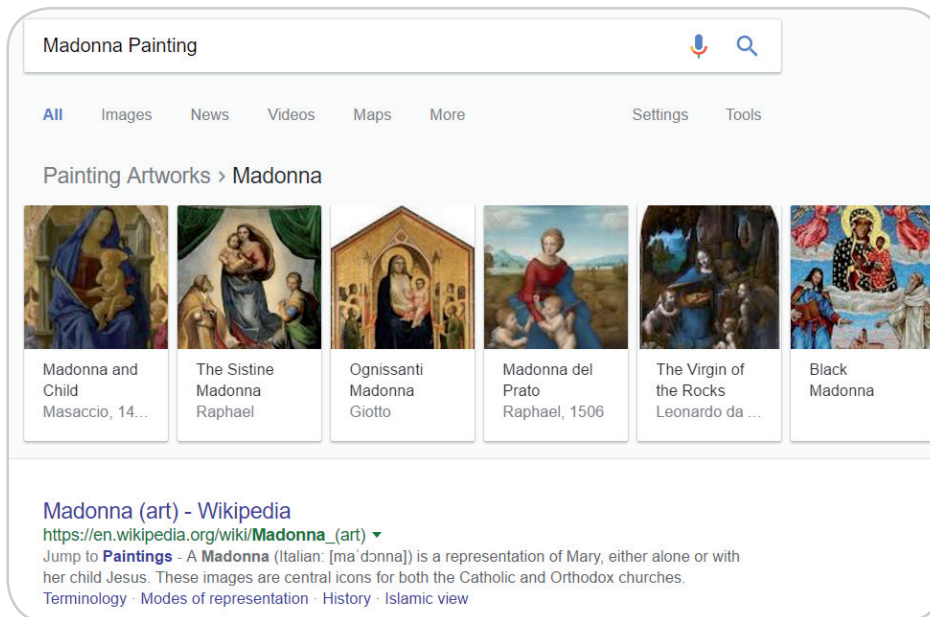 Madonna Painting
All Images News Videos Maps More Settings Tools
Painting Artworks › Madonna
Madonna and
Child
Masaccio, 14...
The Sistine
Madonna
Raphael
Ognissanti
Madonna
Giotto
Madonna del
Prato
Raphael, 1506
The Virgin of
the Rocks
Leonardo da ...
Black
Madonna
Madonna (art) - Wikipedia
https://en.wikipedia.org/wiki/Madonna_(art)
Jump to Paintings - A Madonna (Italian: [maˈdɔnna]) is a representation of Mary, either alone or with
her child Jesus. These images are central icons for both the Catholic and Orthodox churches.
Terminology · Modes of representation · History · Islamic view